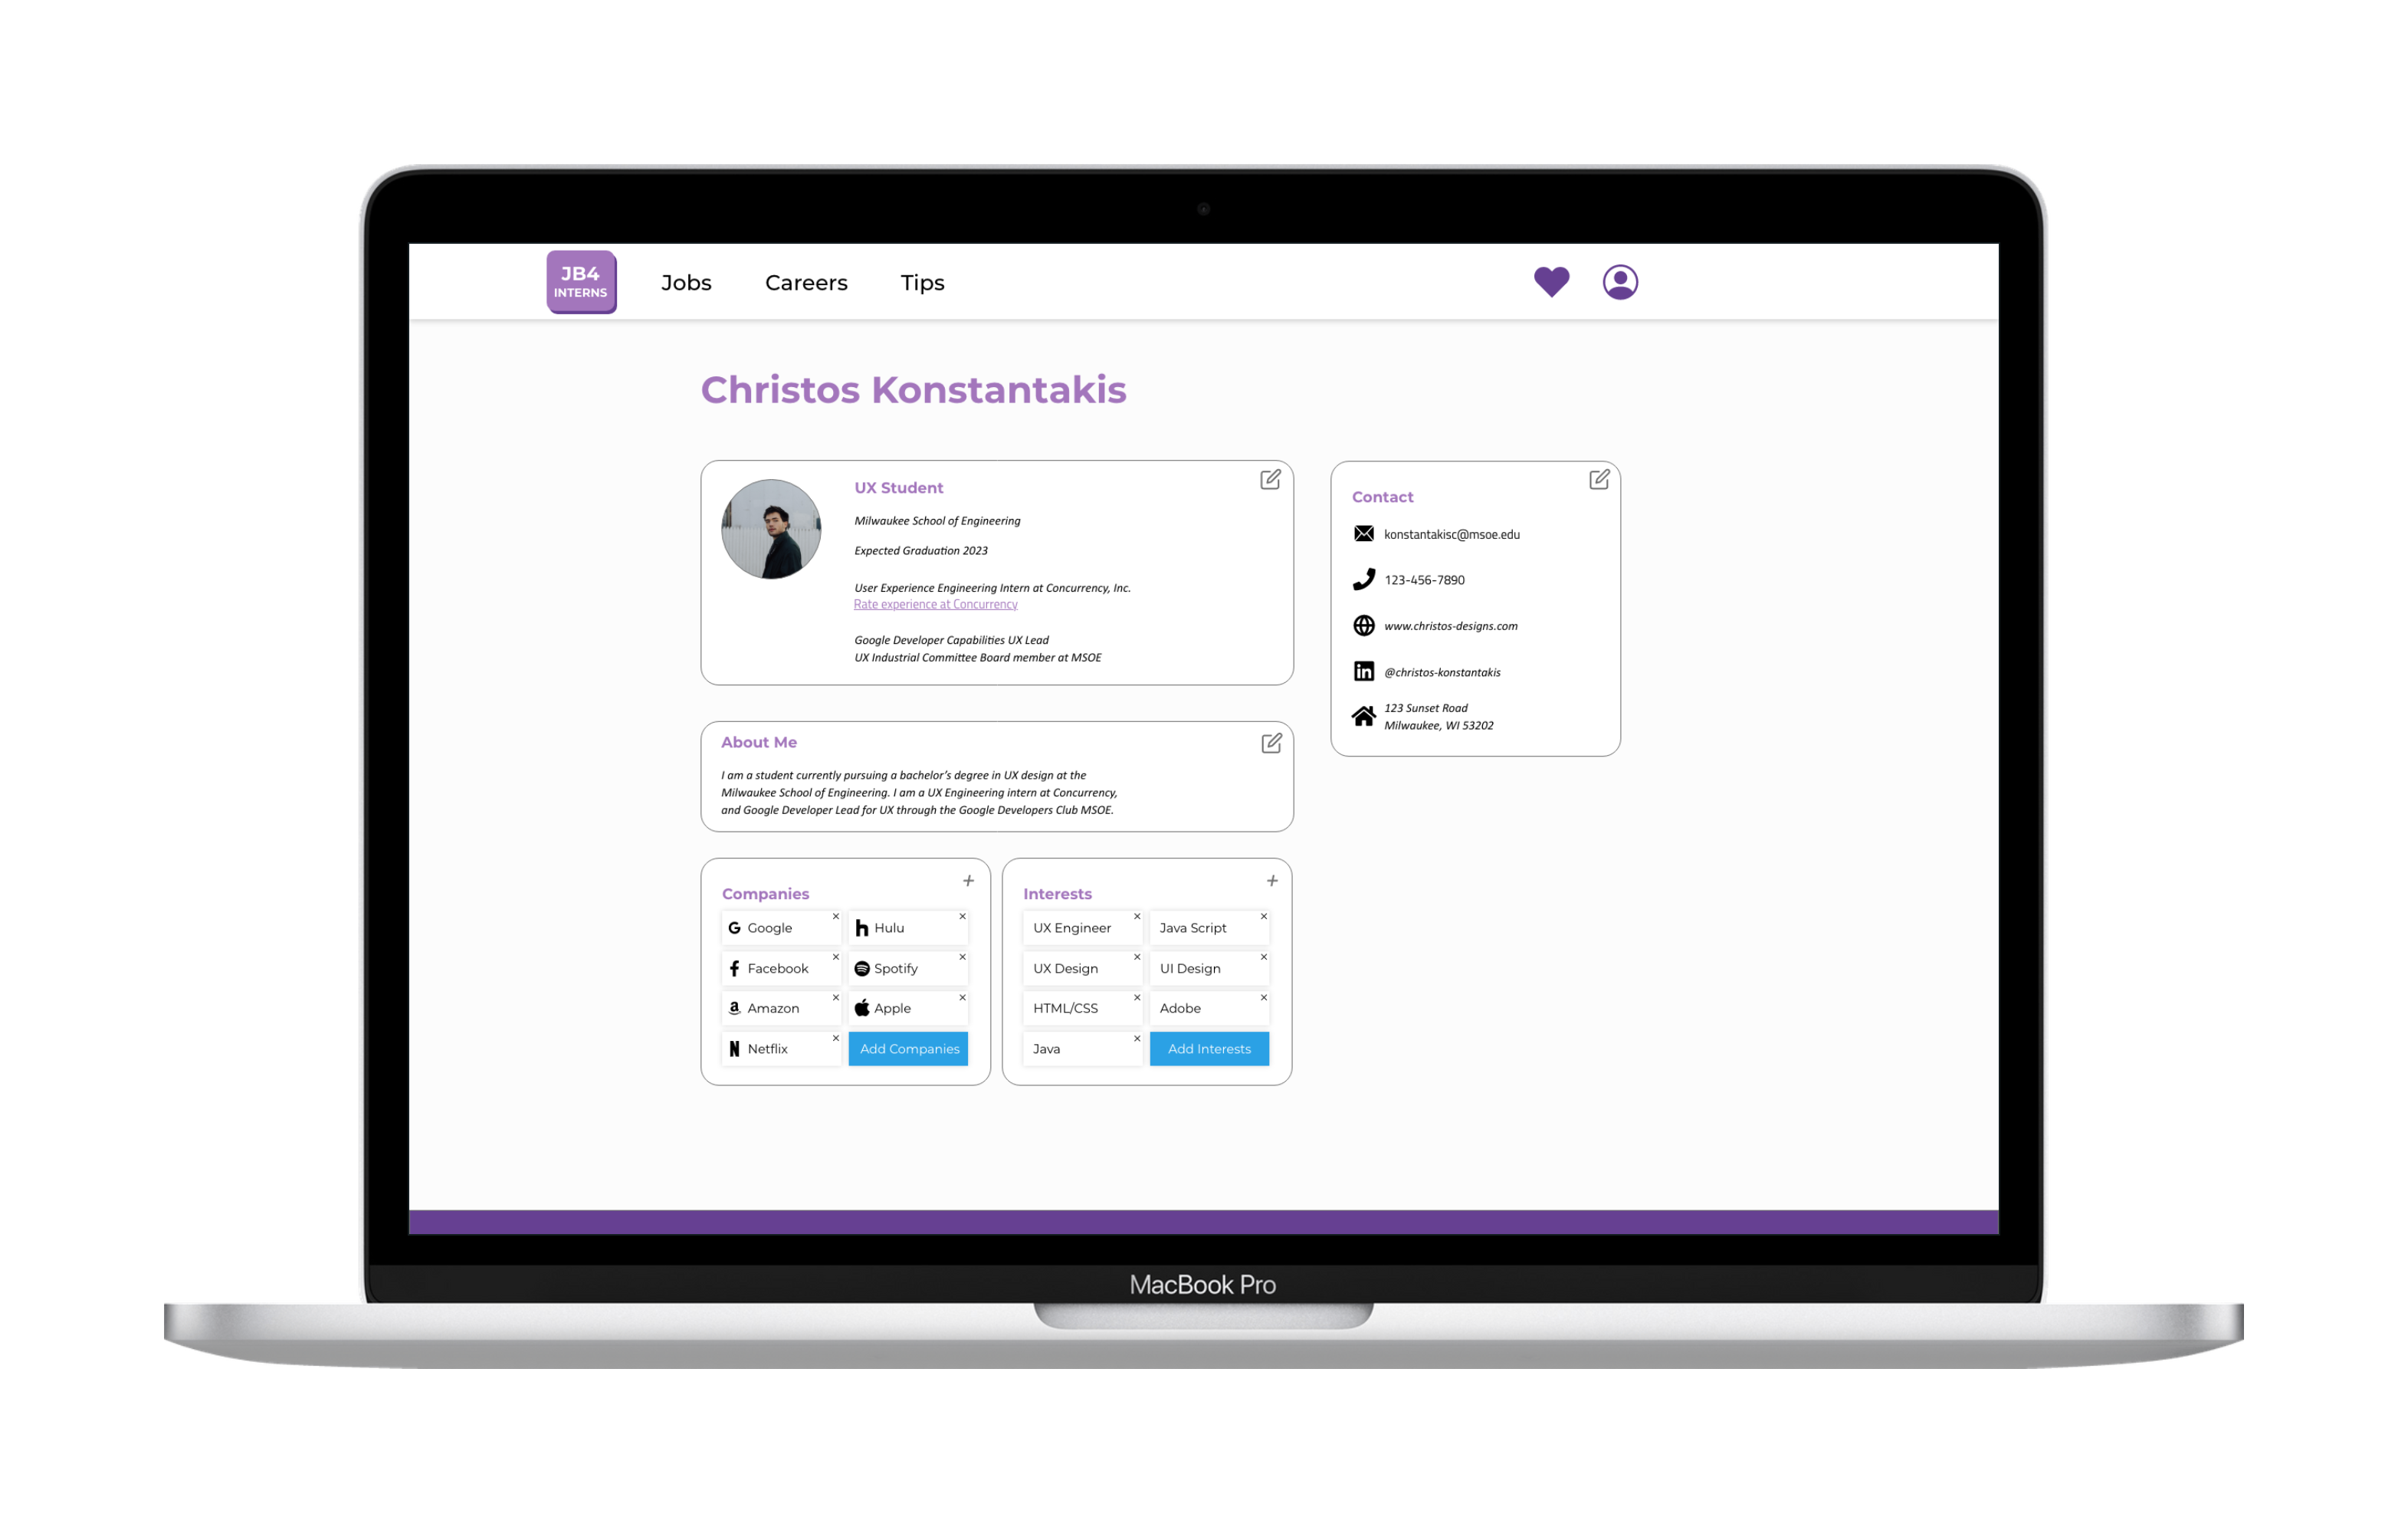 JB4
INTERNS
Jobs
Careers
Tips
Christos Konstantakis
UX Student
Milwaukee School of Engineering
Expected Graduation 2023
User Experience Engineering Intern at Concurrency, Inc.
Rate experience at Concurrency
Google Developer Capabilities UX Lead
UX Industrial Committee Board member at MSOE
Contact
konstantakisc@msoe.edu
123-456-7890
www.christos-designs.com
in @christos-konstantakis
123 Sunset Road
Milwaukee, WI 53202
About Me
I am a student currently pursuing a bachelor’s degree in UX design at the
Milwaukee School of Engineering. I am a UX Engineering intern at Concurrency,
and Google Developer Lead for UX through the Google Developers Club MSOE.
Companies
G Google
h Hulu
f Facebook
Spotify
a Amazon
Apple
N Netflix
Add Companies
Interests
UX Engineer
Java Script
UX Design
UI Design
HTML/CSS
Adobe
Java
Add Interests
MacBook Pro